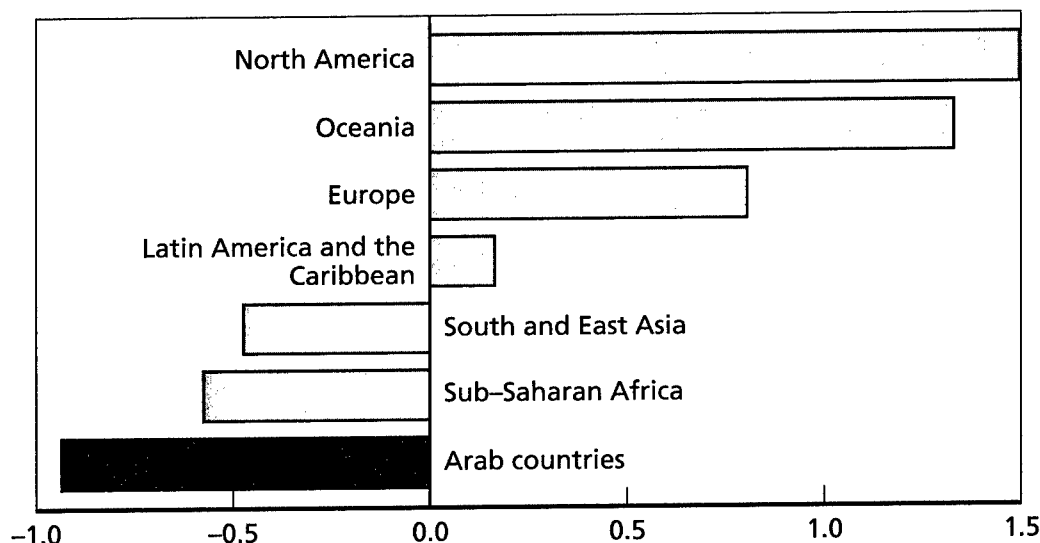 North America
Oceania
Europe
Latin America and the
Caribbean
South and East Asia
Sub–Saharan Africa
Arab countries
–1.0
–0.5
0.0
0.5
1.0
1.5